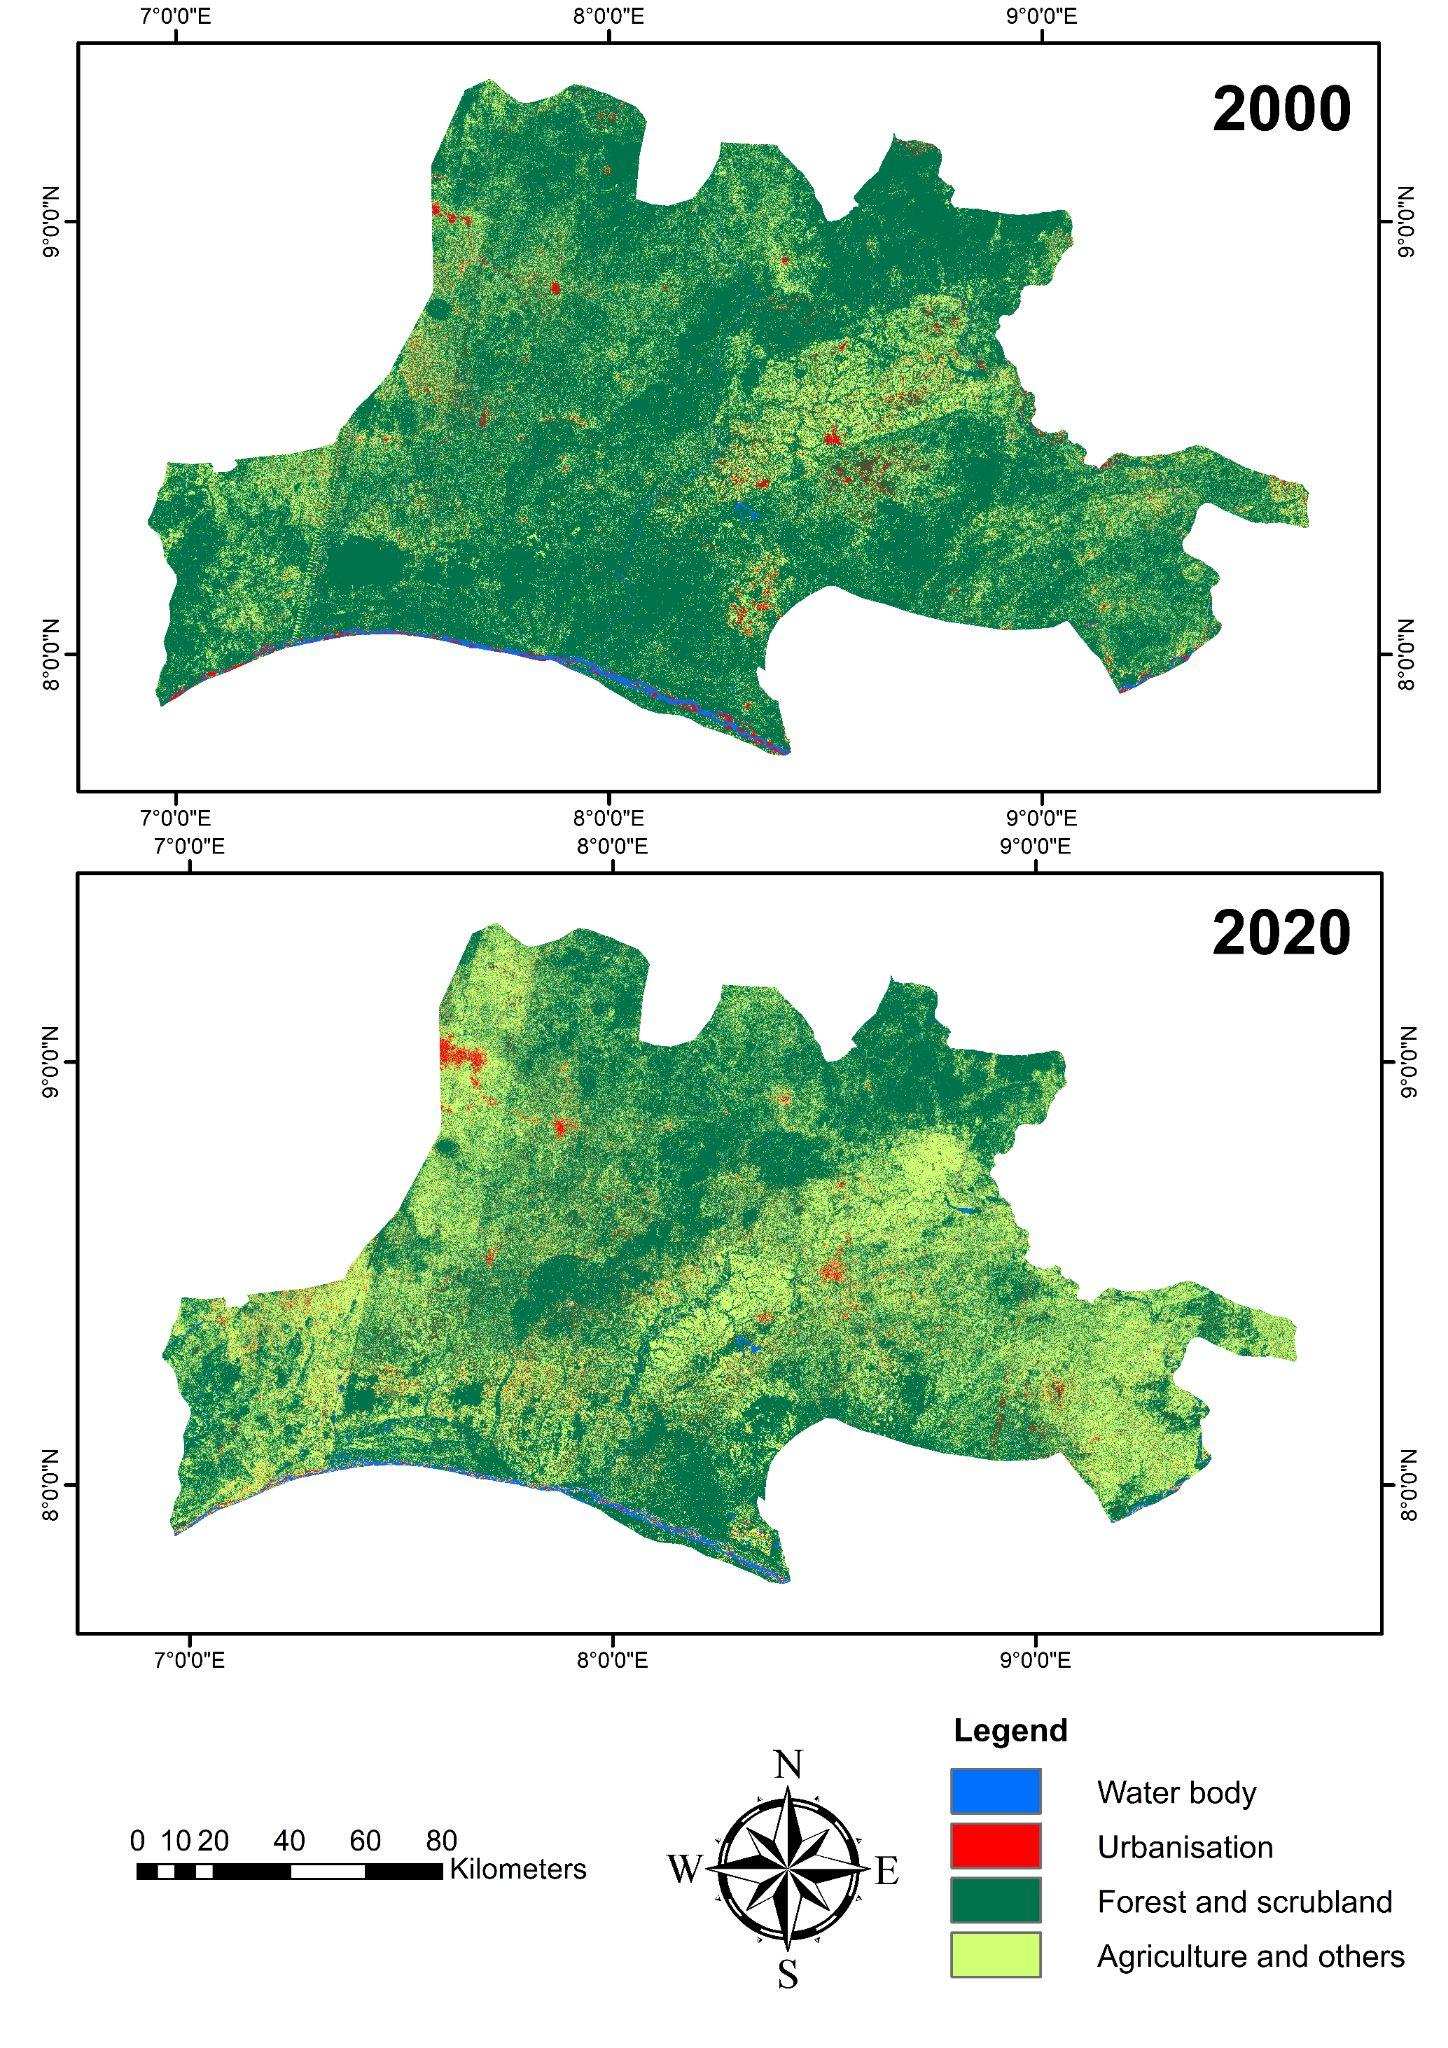 7°0'0"E 8°0'0"E 9°0'0"E
2000
9°0'0"N 9°0'0"N
8°0'0"N 8°0'0"N
7°0'0"E 8°0'0"E 9°0'0"E
7°0'0"E 8°0'0"E 9°0'0"E
2020
9°0'0"N 9°0'0"N
8°0'0"N 8°0'0"N
7°0'0"E 8°0'0"E 9°0'0"E
Legend
N
Water body
0 10 20 40 60 80
Urbanisation
Kilometers
W E
Forest and scrubland
Agriculture and others
S